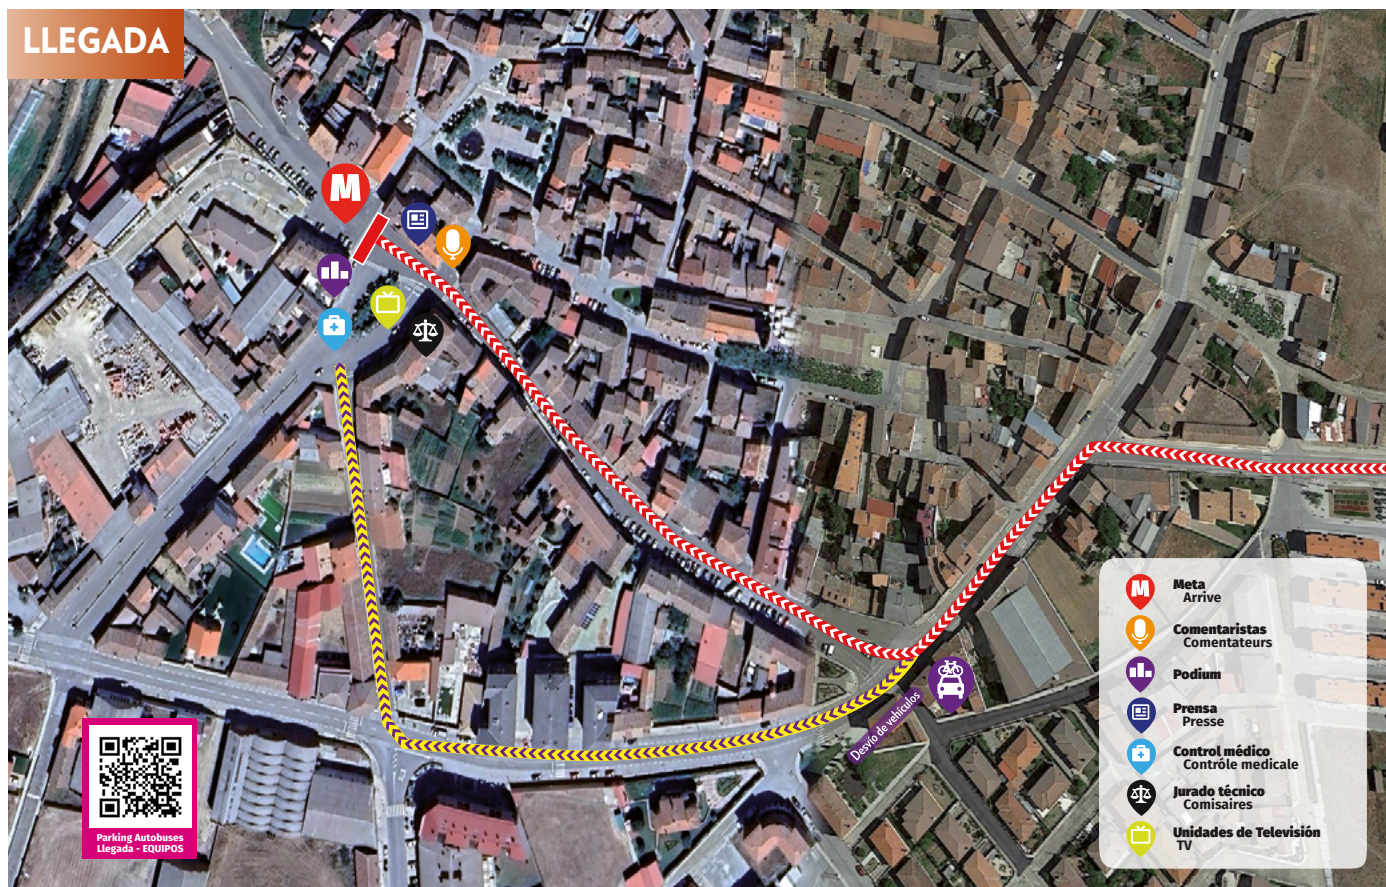 LLEGADA
M
Desvío de vehículos
M
Meta
Arrive
Comentaristas
Comentateurs
Podium
Prensa
Presse
Control médico
Contrôle medicale
Jurado técnico
Comisaires
Unidades de Televisión
TV
Parking Autobuses
Llegada - EQUIPOS